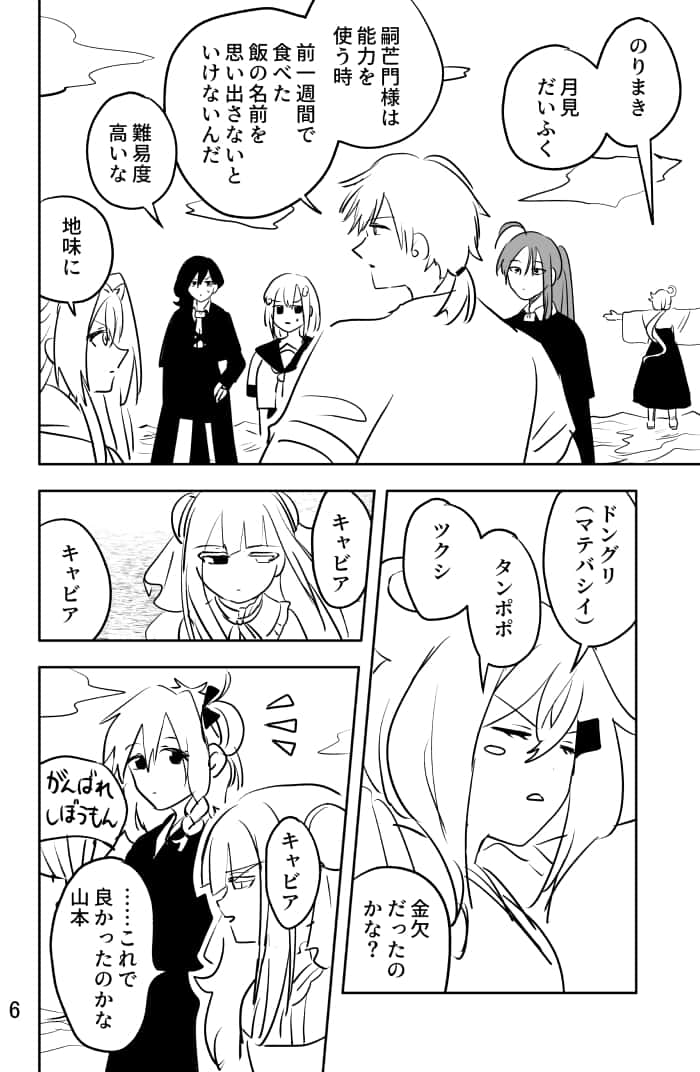 のりまき
月見
だいふく
嗣芒門様は
能力を
使う時
前一週間で
食べた
飯の名前を
思い出さないと
いけないんだ
難易度
高いな
地味に
ドングリ
(マテバシイ)
タンポポ
ツクシ
金欠
だったの
かな?
キャビア
キャビア
キャビア
がんばれ
しぼうもん
……これで
良かったのかな
山本
6